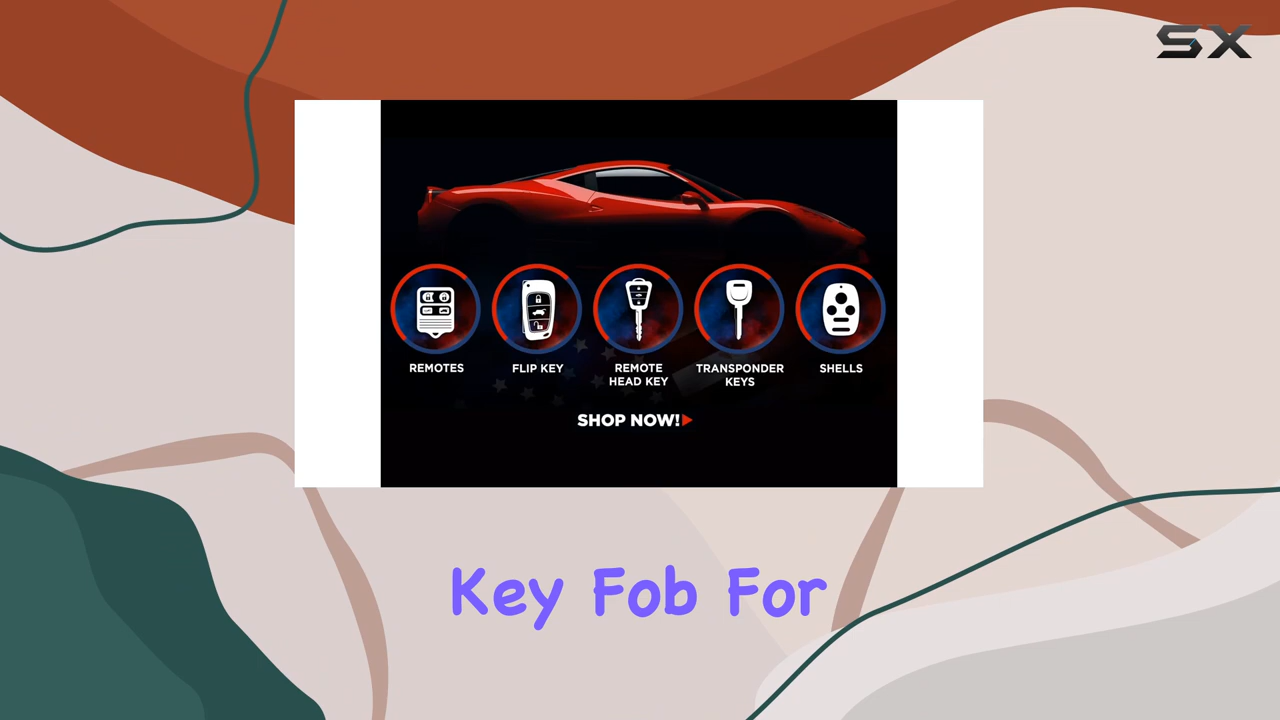 SX
REMOTES
FLIP KEY
REMOTE
HEAD KEY
TRANSPONDER
KEYS
SHELLS
SHOP NOW!
Key Fob For